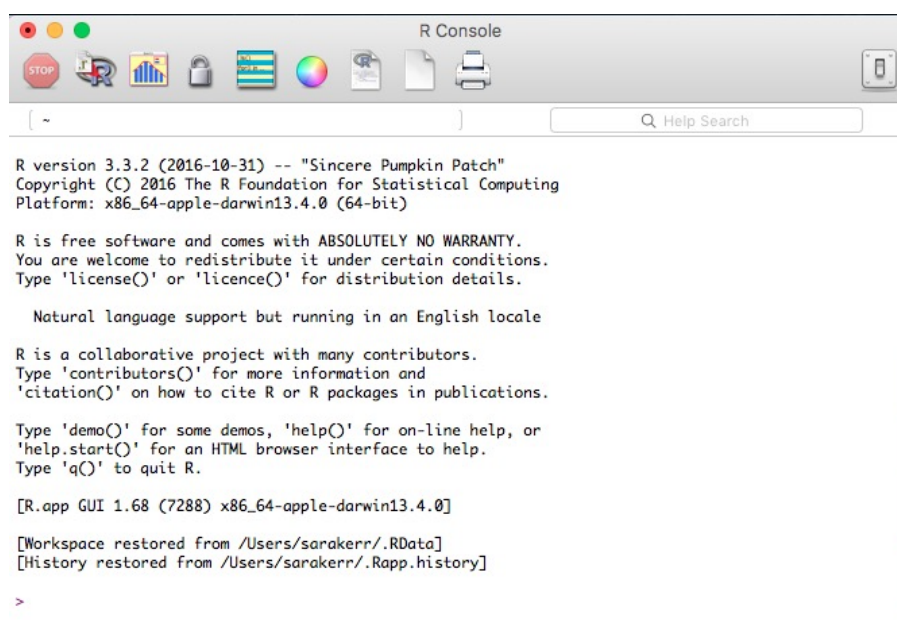 R Console
STOP
~
Help Search
R version 3.3.2 (2016-10-31) -- "Sincere Pumpkin Patch"
Copyright (C) 2016 The R Foundation for Statistical Computing
Platform: x86_64-apple-darwin13.4.0 (64-bit)
R is free software and comes with ABSOLUTELY NO WARRANTY.
You are welcome to redistribute it under certain conditions.
Type 'license()' or 'licence()' for distribution details.
Natural language support but running in an English locale
R is a collaborative project with many contributors.
Type 'contributors()' for more information and
'citation()' on how to cite R or R packages in publications.
Type 'demo()' for some demos, 'help()' for on-line help, or
'help.start()' for an HTML browser interface to help.
Type 'q()' to quit R.
[R.app GUI 1.68 (7288) x86_64-apple-darwin13.4.0]
[Workspace restored from /Users/sarakerr/.RData]
[History restored from /Users/sarakerr/.Rapp.history]
>